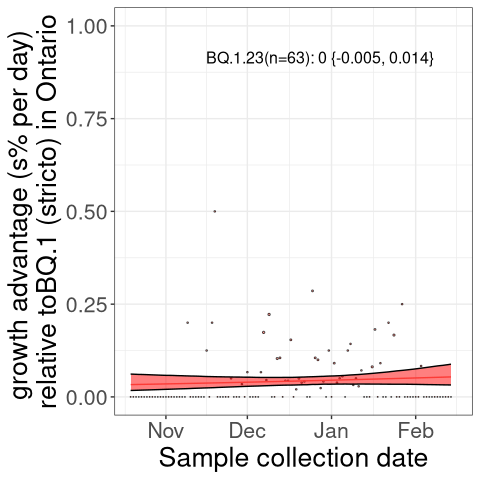 growth advantage (s% per day)
relative toBQ.1 (stricto) in Ontario
1.00
0.75
0.50
0.25
0.00
BQ.1.23(n=63): 0 {-0.005, 0.014}
Nov Dec Jan Feb
Sample collection date